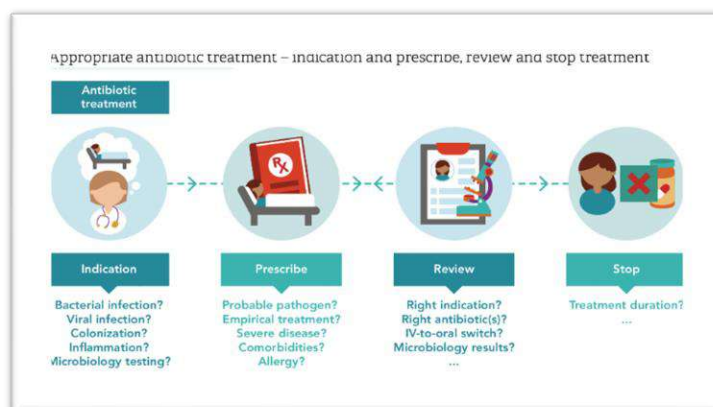 Appropriate antibiotic treatment – indication and prescribe, review and stop treatment
Antibiotic
treatment
Rx
Indication
Prescribe
Review
Stop
Bacterial infection?
Viral infection?
Colonization?
Inflammation?
Microbiology testing?
Probable pathogen?
Empirical treatment?
Severe disease?
Comorbidities?
Allergy?
Right indication?
Right antibiotic(s)?
IV-to-oral switch?
Microbiology results?
...
Treatment duration?
...